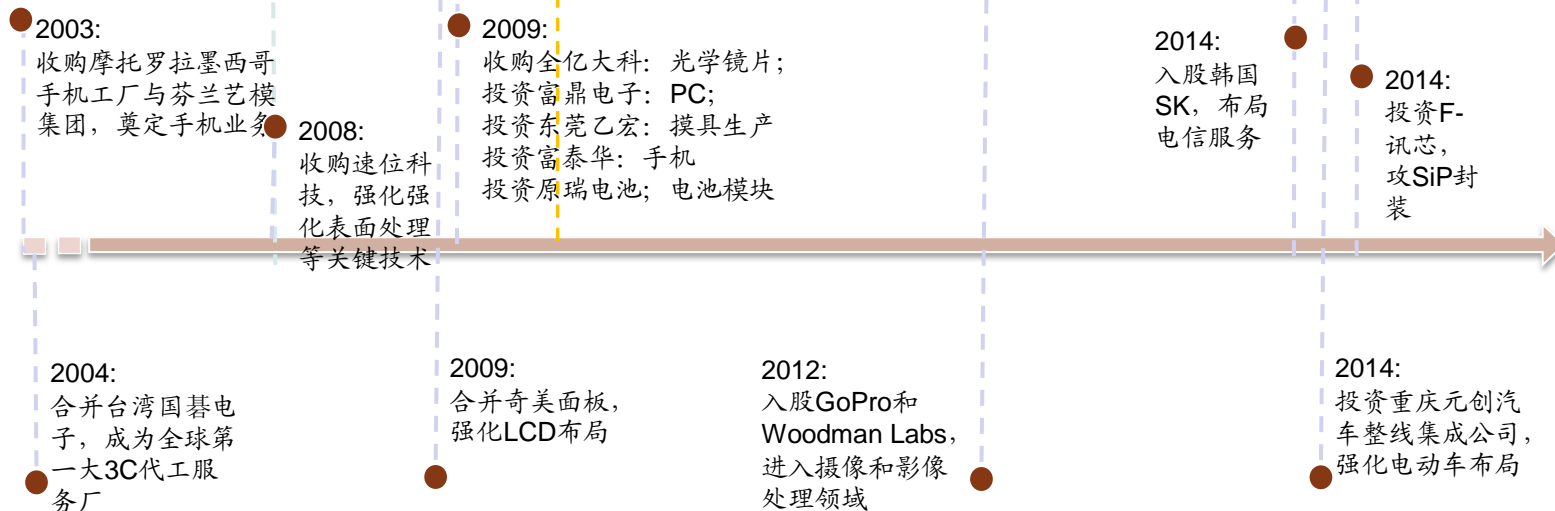 2003:
收购摩托罗拉墨西哥
手机工厂与芬兰艺模
集团，奠定手机业务
2008:
收购速位科
技，强化强
化表面处理
等关键技术
2009:
收购全亿大科：光学镜片；
投资富鼎电子：PC；
投资东莞乙宏：摸具生产
投资富泰华：手机
投资原瑞电池；电池模块
2014:
入股韩国
SK，布局
电信服务
2014:
投资F-
讯芯，
攻SiP封
装
2004:
合并台湾国碁电
子，成为全球第
一大3C代工服
务厂
2009:
合并奇美面板，
强化LCD布局
2012:
入股GoPro和
Woodman Labs，
进入摄像和影像
处理领域
2014:
投资重庆元创汽
车整线集成公司，
强化电动车布局